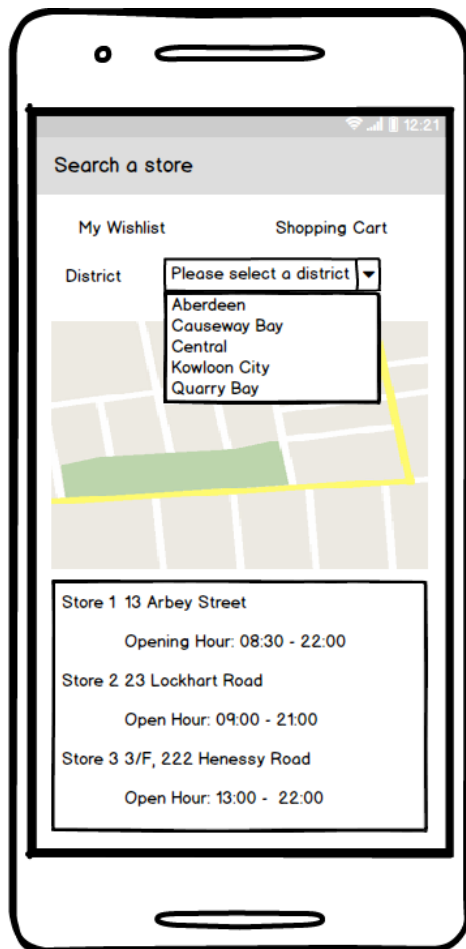 12:21
Search a store
My Wishlist Shopping Cart
District Please select a district
Aberdeen
Causeway Bay
Central
Kowloon City
Quarry Bay
Store 1 13 Arbey Street
Opening Hour: 08:30 - 22:00
Store 2 23 Lockhart Road
Open Hour: 09:00 - 21:00
Store 3 3/F, 222 Henessy Road
Open Hour: 13:00 - 22:00